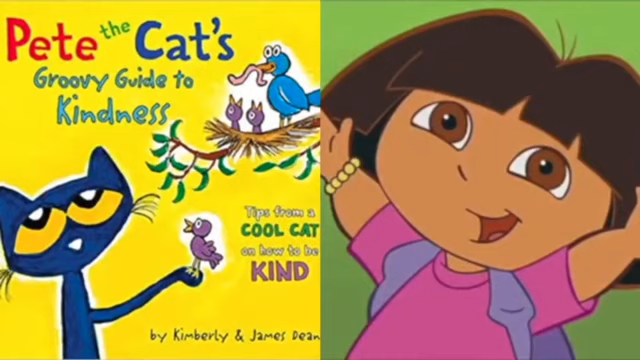 Pete the Cat's
Groovy Guide to
Kindness
Tips from a
COOL CAT
on how to be
KIND
by Kimberly & James Dean